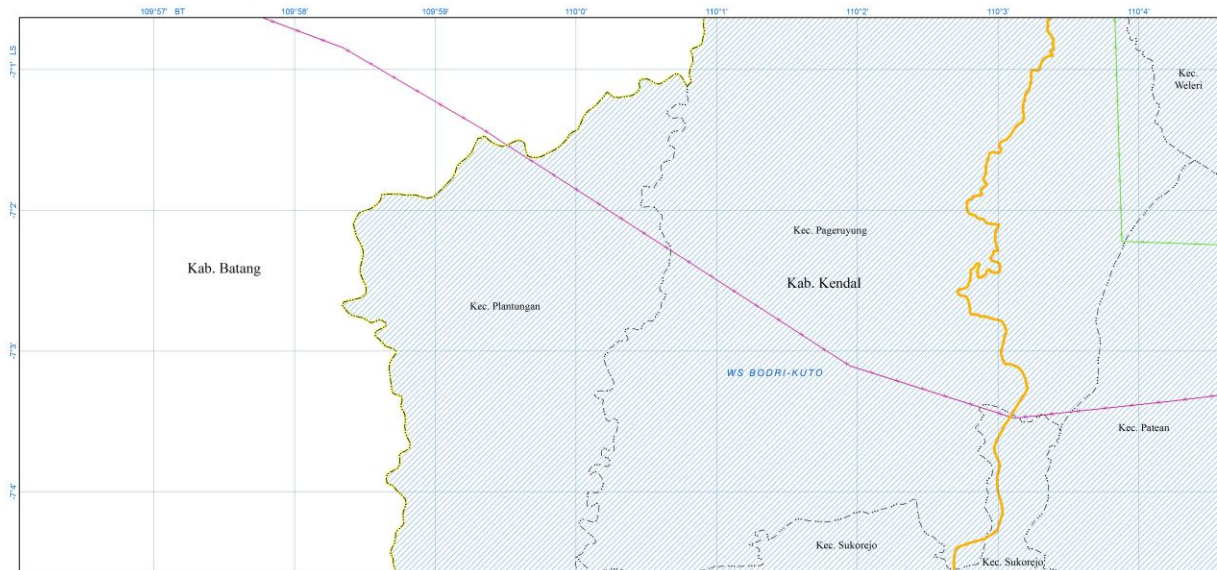 109°57' BT
109°58'
109°59'
110°0'
110°1'
110°2'
110°3'
110°4'
-7°1' LS
-7°2'
-7°3'
-7°4'
Kec.
Weleri
Kec. Pageruyung
Kab. Batang
Kab. Kendal
Kec. Plantungan
WS BODRI-KUTO
Kec. Patean
Kec. Sukorejo
Kec. Sukorejo